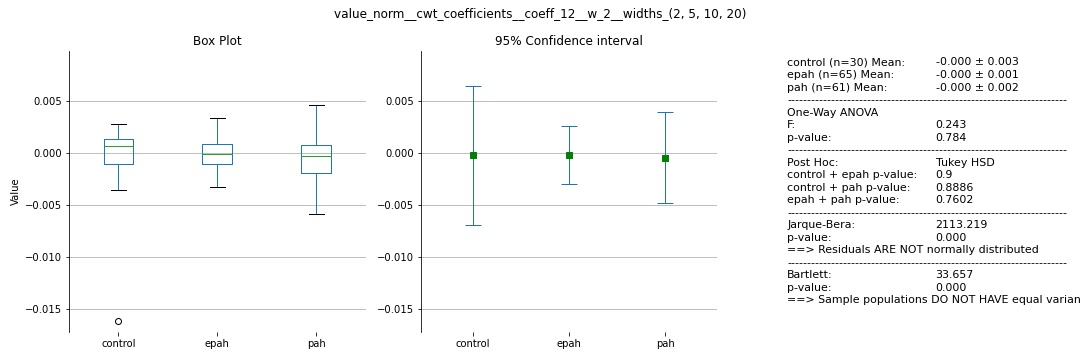 value_norm__cwt_coefficients__coeff_12__w_2__widths_(2, 5, 10, 20)
Box Plot
95% Confidence interval
Value
0.005
0.000
−0.005
−0.010
−0.015
control
epah
pah
0.005
0.000
−0.005
−0.010
−0.015
control
epah
pah
control (n=30) Mean: -0.000 ± 0.003
epah (n=65) Mean: -0.000 ± 0.001
pah (n=61) Mean: -0.000 ± 0.002
One-Way ANOVA
F: 0.243
p-value: 0.784
Post Hoc: Tukey HSD
control + epah p-value: 0.9
control + pah p-value: 0.8886
epah + pah p-value: 0.7602
Jarque-Bera: 2113.219
p-value: 0.000
==> Residuals ARE NOT normally distributed
Bartlett: 33.657
p-value: 0.000
==> Sample populations DO NOT HAVE equal varian